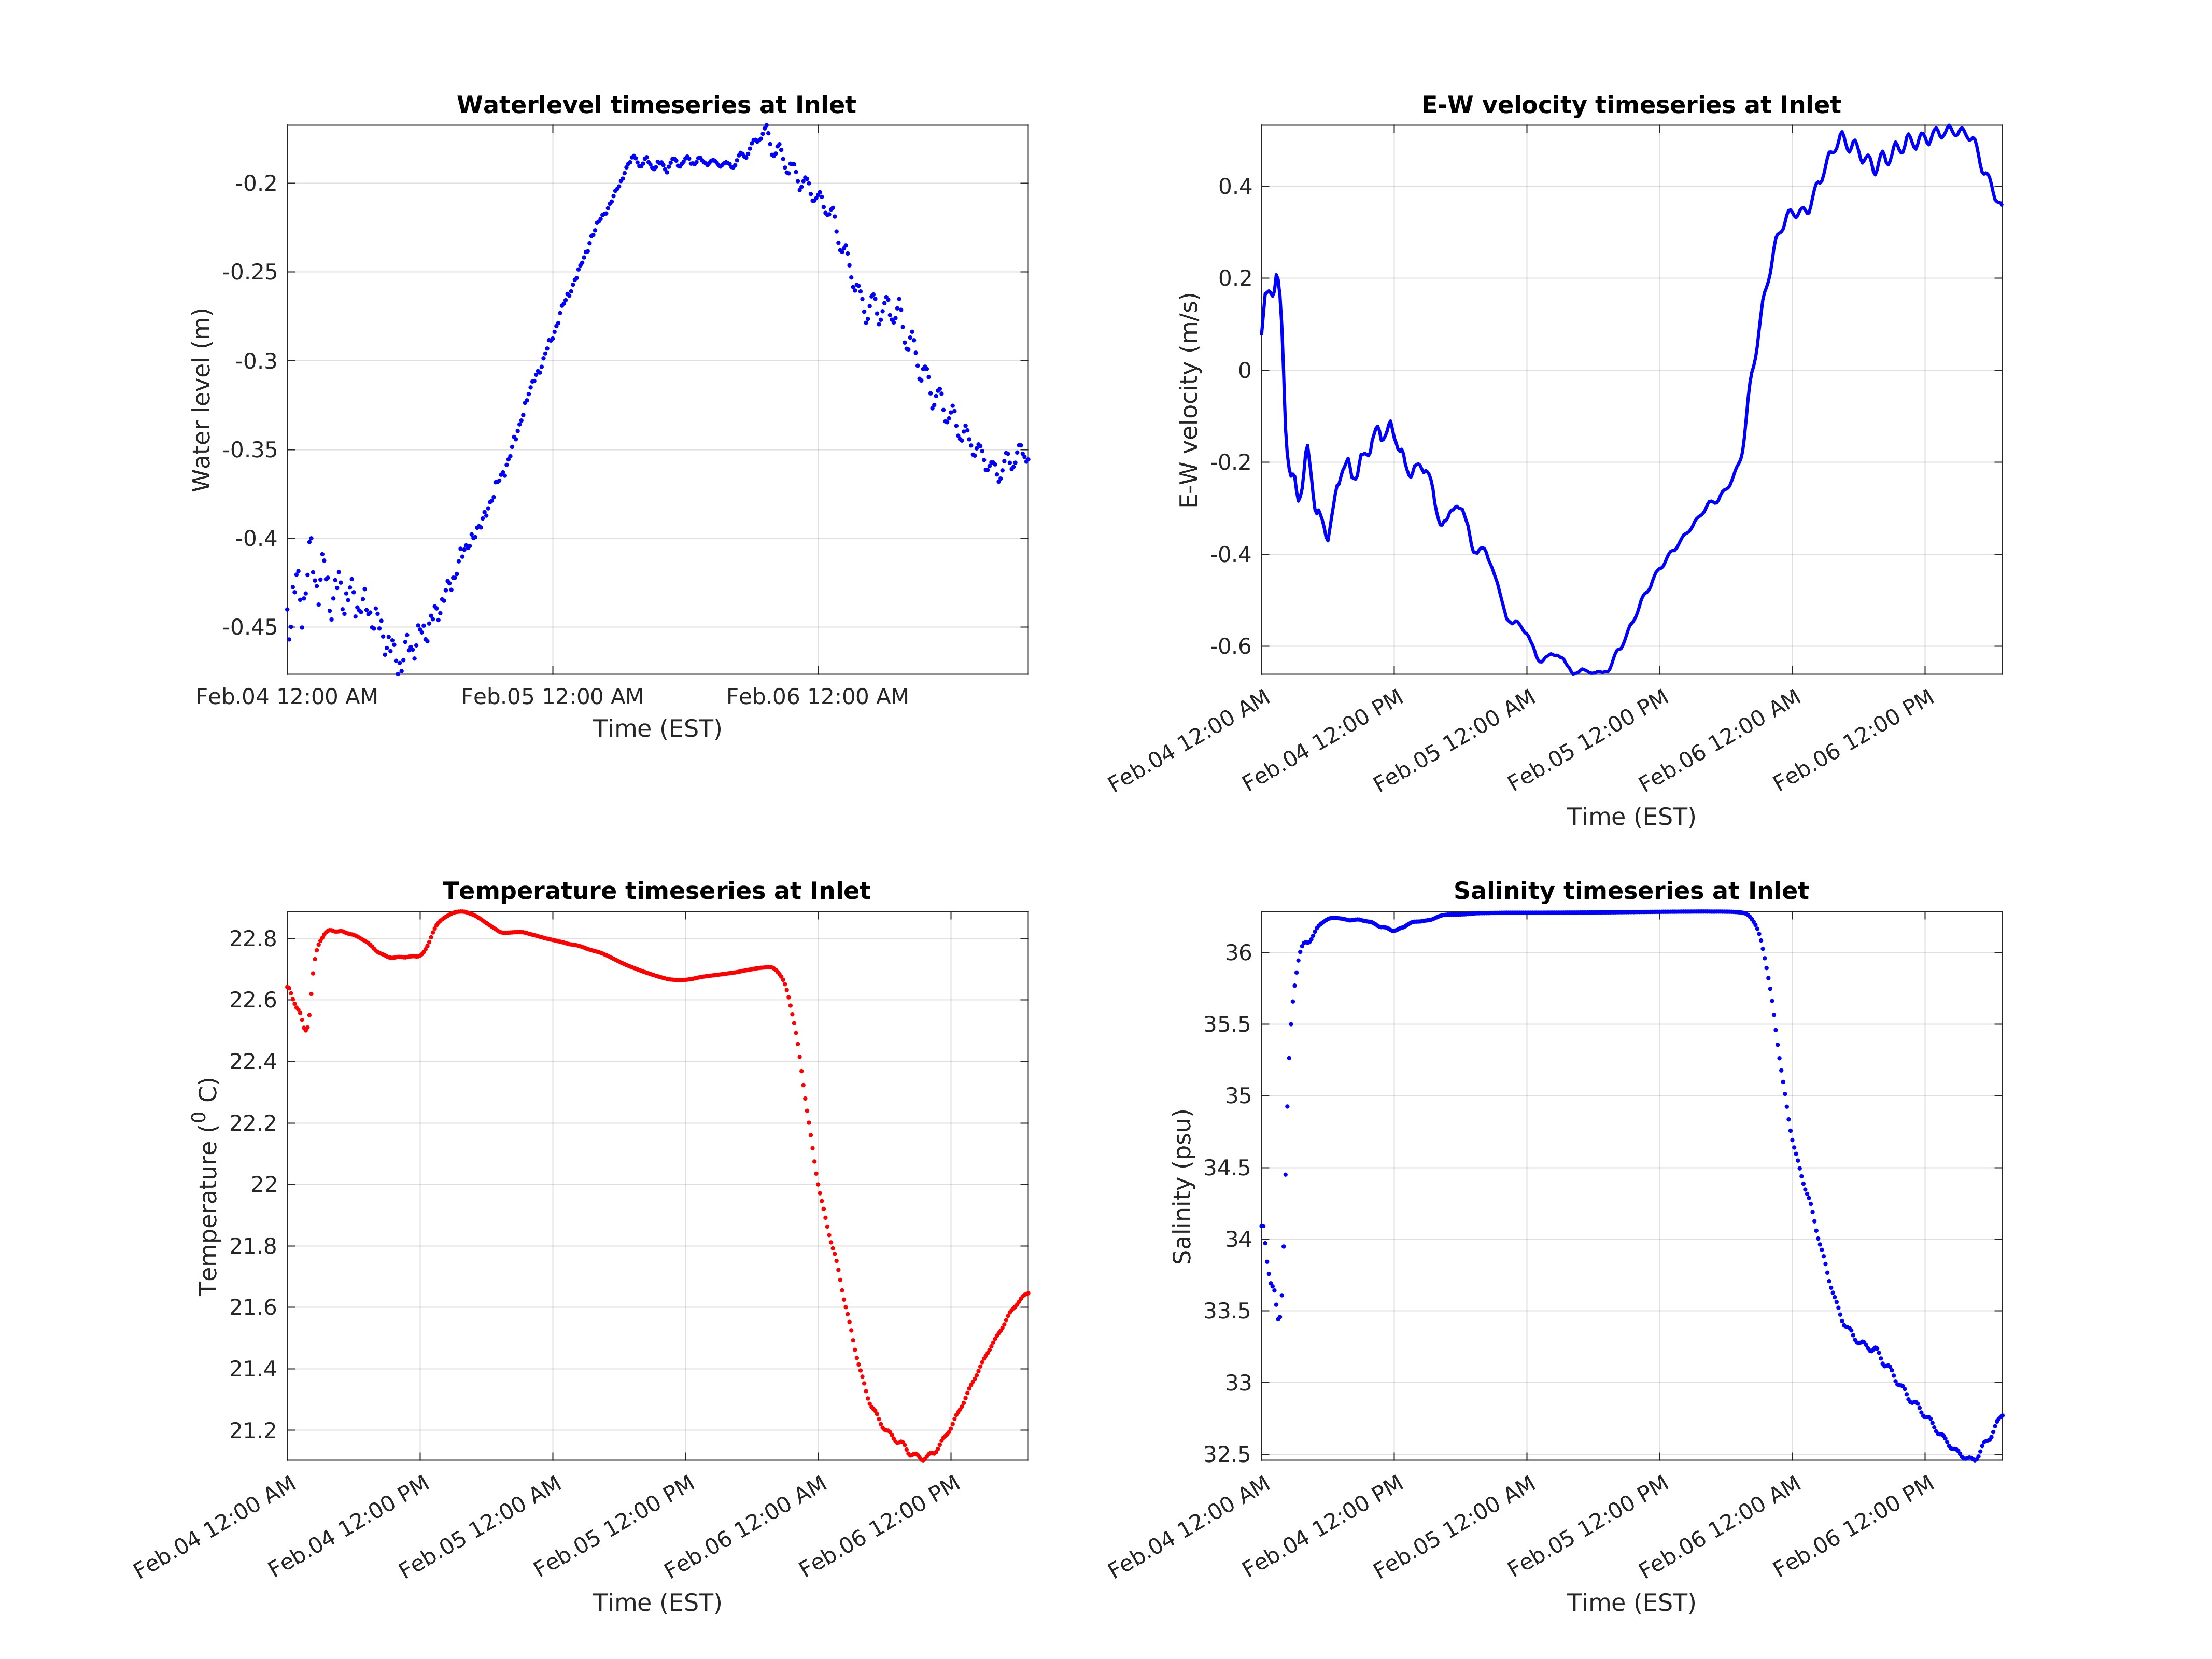 Waterlevel timeseries at Inlet
-0.2
-0.25
-0.3
-0.35
-0.4
-0.45
Water level (m)
Feb.04 12:00 AM
Feb.05 12:00 AM
Feb.06 12:00 AM
Time (EST)
E-W velocity timeseries at Inlet
0.4
0.2
0
-0.2
-0.4
-0.6
E-W velocity (m/s)
Feb.04 12:00 AM
Feb.04 12:00 PM
Feb.05 12:00 AM
Feb.05 12:00 PM
Feb.06 12:00 AM
Feb.06 12:00 PM
Time (EST)
Temperature timeseries at Inlet
22.8
22.6
22.4
22.2
22
21.8
21.6
21.4
21.2
Temperature (⁰ C)
Feb.04 12:00 AM
Feb.04 12:00 PM
Feb.05 12:00 AM
Feb.05 12:00 PM
Feb.06 12:00 AM
Feb.06 12:00 PM
Time (EST)
Salinity timeseries at Inlet
36
35.5
35
34.5
34
33.5
33
32.5
Salinity (psu)
Feb.04 12:00 AM
Feb.04 12:00 PM
Feb.05 12:00 AM
Feb.05 12:00 PM
Feb.06 12:00 AM
Feb.06 12:00 PM
Time (EST)